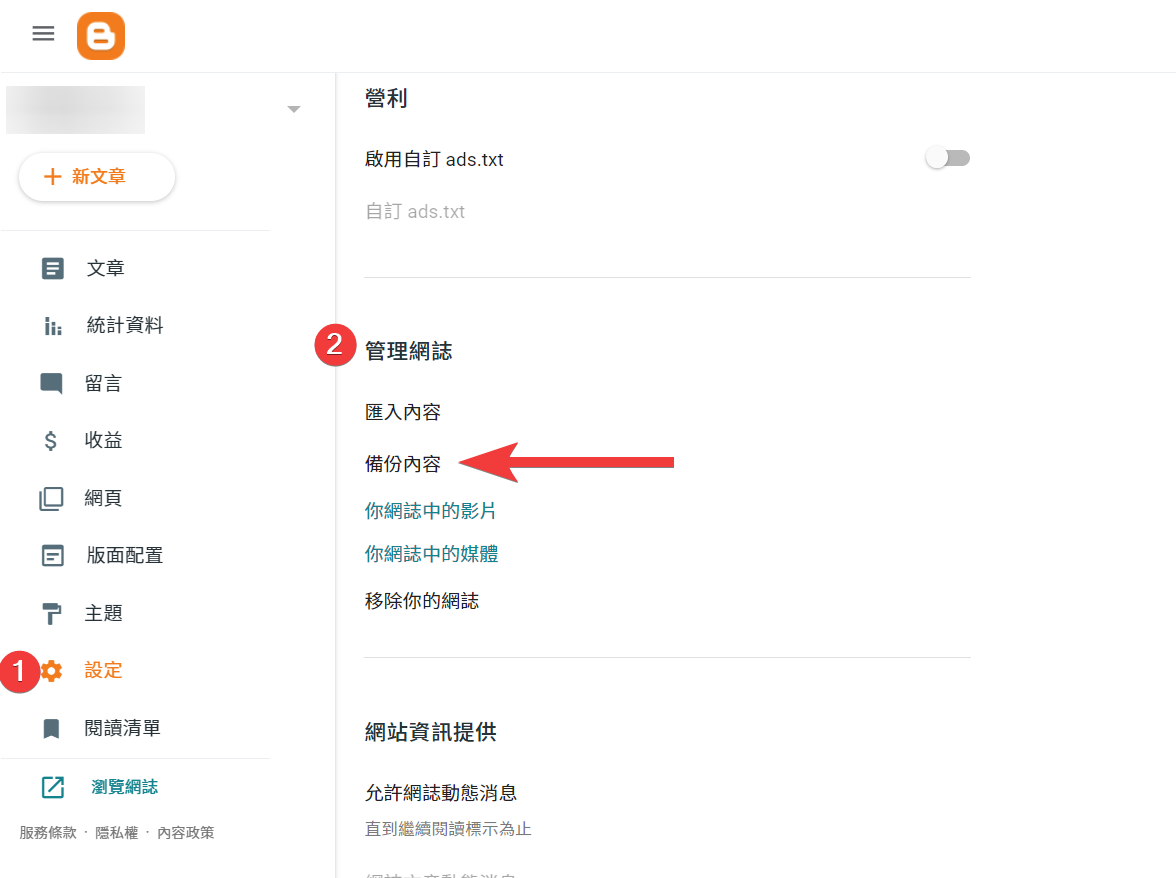 新文章
文章
統計資料
留言
收益
網頁
版面配置
主題
1
設定
閱讀清單
瀏覽網誌
服務條款 · 隱私權 · 內容政策
營利
啟用自訂 ads.txt
自訂 ads.txt
2
管理網誌
匯入內容
備份內容
你網誌中的影片
你網誌中的媒體
移除你的網誌
網站資訊提供
允許網誌動態消息
直到繼續閱讀標示為止